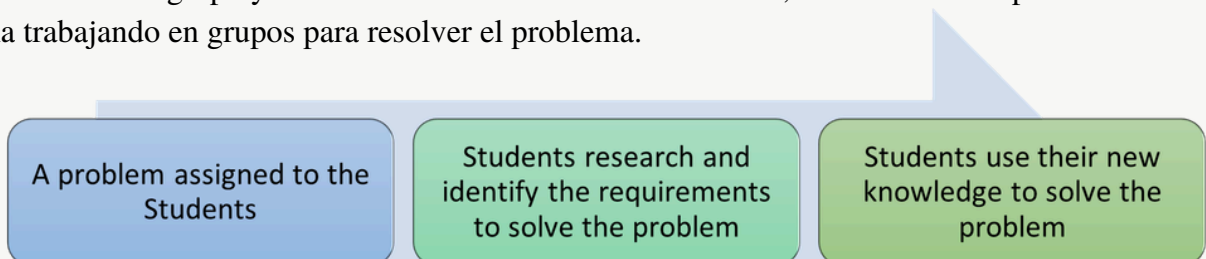 trabajando en grupos para resolver el problema.
A problem assigned to the
Students
Students research and
identify the requirements
to solve the problem
Students use their new
knowledge to solve the
problem